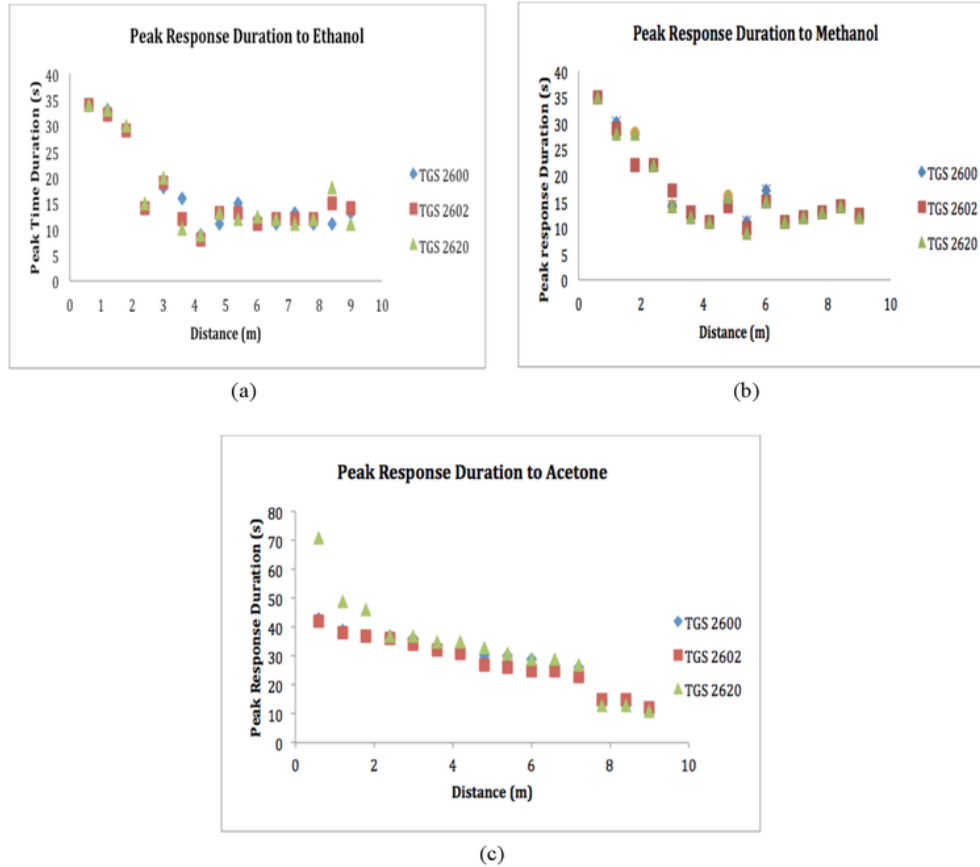 Peak Response Duration to Ethanol
Peak Time Duration (s)
40
35
30
25
20
15
10
5
0
0 1 2 3 4 5 6 7 8 9 10
Distance (m)
TGS 2600
TGS 2602
TGS 2620
(a)
Peak Response Duration to Methanol
Peak response Duration (s)
40
35
30
25
20
15
10
5
0
0 2 4 6 8 10
Distance (m)
TGS 2600
TGS 2602
TGS 2620
(b)
Peak Response Duration to Acetone
Peak Response Duration (s)
80
70
60
50
40
30
20
10
0
0 2 4 6 8 10
Distance (m)
TGS 2600
TGS 2602
TGS 2620
(c)